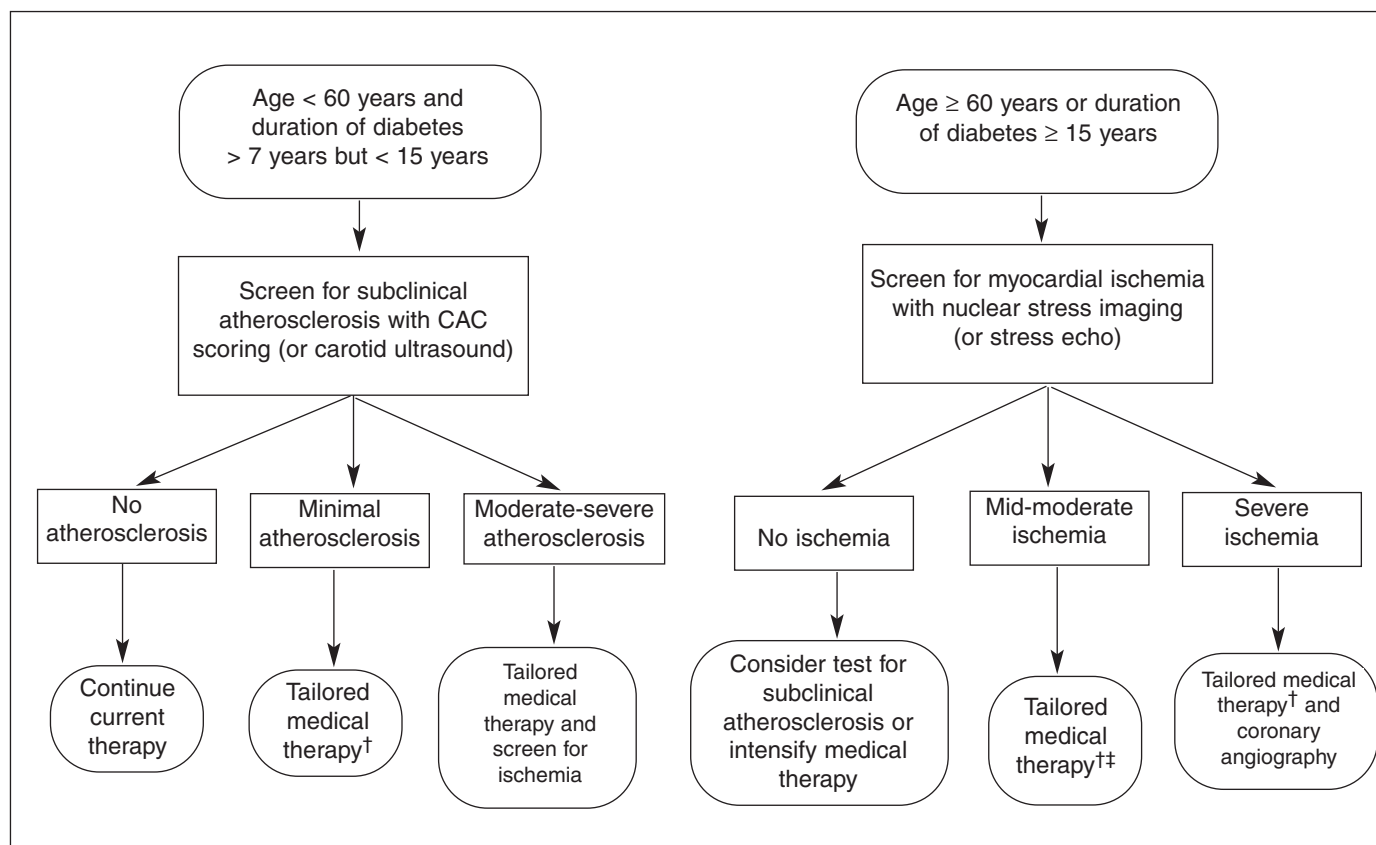 Age < 60 years and
duration of diabetes
> 7 years but < 15 years
Screen for subclinical
atherosclerosis with CAC
scoring (or carotid ultrasound)
No
atherosclerosis
Minimal
atherosclerosis
Moderate-severe
atherosclerosis
Continue
current
therapy
Tailored
medical
therapy†
Tailored
medical
therapy and
screen for
ischemia
Age ≥ 60 years or duration
of diabetes ≥ 15 years
Screen for myocardial ischemia
with nuclear stress imaging
(or stress echo)
No ischemia
Mid-moderate
ischemia
Severe
ischemia
Consider test for
subclinical
atherosclerosis or
intensify medical
therapy
Tailored
medical
therapy†‡
Tailored medical
therapy† and
coronary
angiography